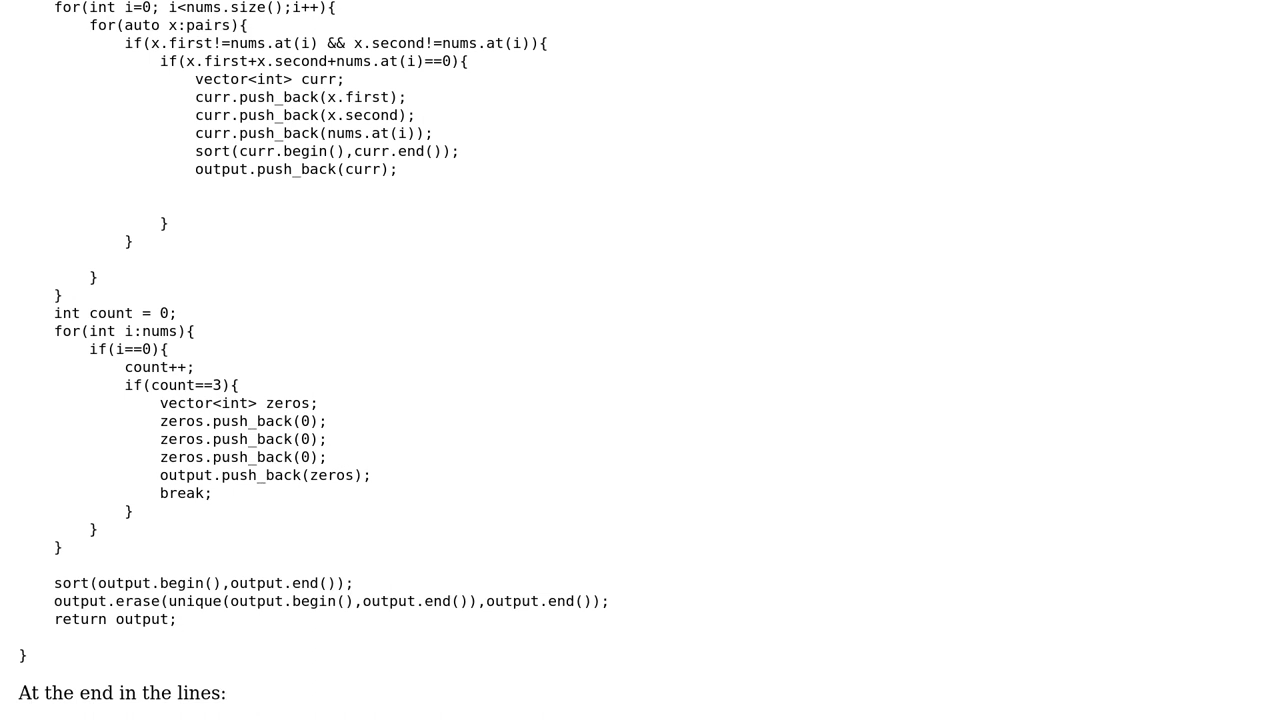 for(int i=0; i<nums.size();i++){
for(auto x:pairs){
if(x.first!=nums.at(i) && x.second!=nums.at(i)){
if(x.first+x.second+nums.at(i)==0){
vector<int> curr;
curr.push_back(x.first);
curr.push_back(x.second);
curr.push_back(nums.at(i));
sort(curr.begin(),curr.end());
output.push_back(curr);
}
}
}
}
int count = 0;
for(int i:nums){
if(i==0){
count++;
if(count==3){
vector<int> zeros;
zeros.push_back(0);
zeros.push_back(0);
zeros.push_back(0);
output.push_back(zeros);
break;
}
}
}
sort(output.begin(),output.end());
output.erase(unique(output.begin(),output.end()),output.end());
return output;
}
At the end in the lines: